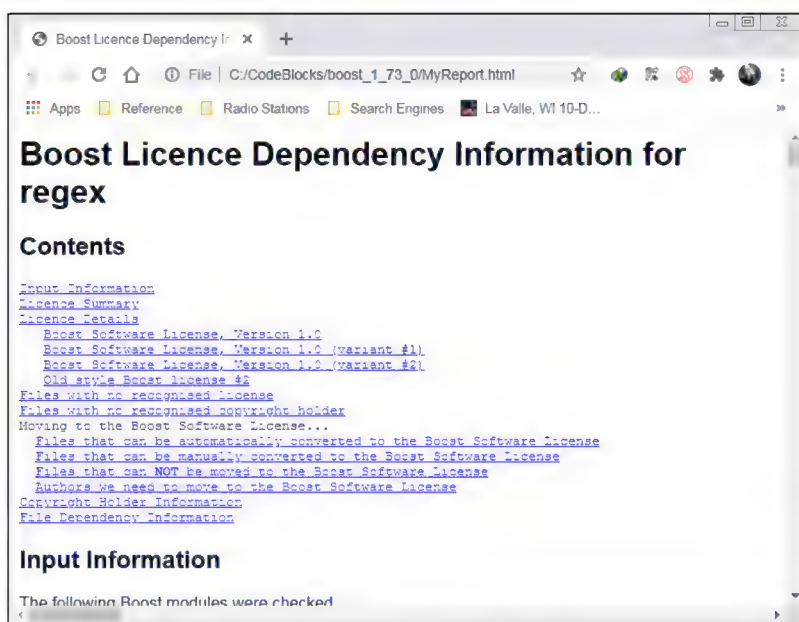 Boost Licence Dependency Ir
File | C:/CodeBlocks/boost_1_73_0/MyReport.html
Apps Reference Radio Stations Search Engines La Valle, WI 10-D...
Boost Licence Dependency Information for
regex
Contents
Input Information
Licence Summary
Licence Details
Boost Software License, Version 1.0
Boost Software License, Version 1.0 (variant #1)
Boost Software License, Version 1.0 (variant #2)
Old style Boost license #2
Files with no recognised license
Files with no recognised copyright holder
Moving to the Boost Software License...
Files that can be automatically converted to the Boost Software License
Files that can be manually converted to the Boost Software License
Files that can NOT be moved to the Boost Software License
Authors we need to move to the Boost Software License
Copyright Holder Information
File Dependency Information
Input Information
The following Boost modules were checked